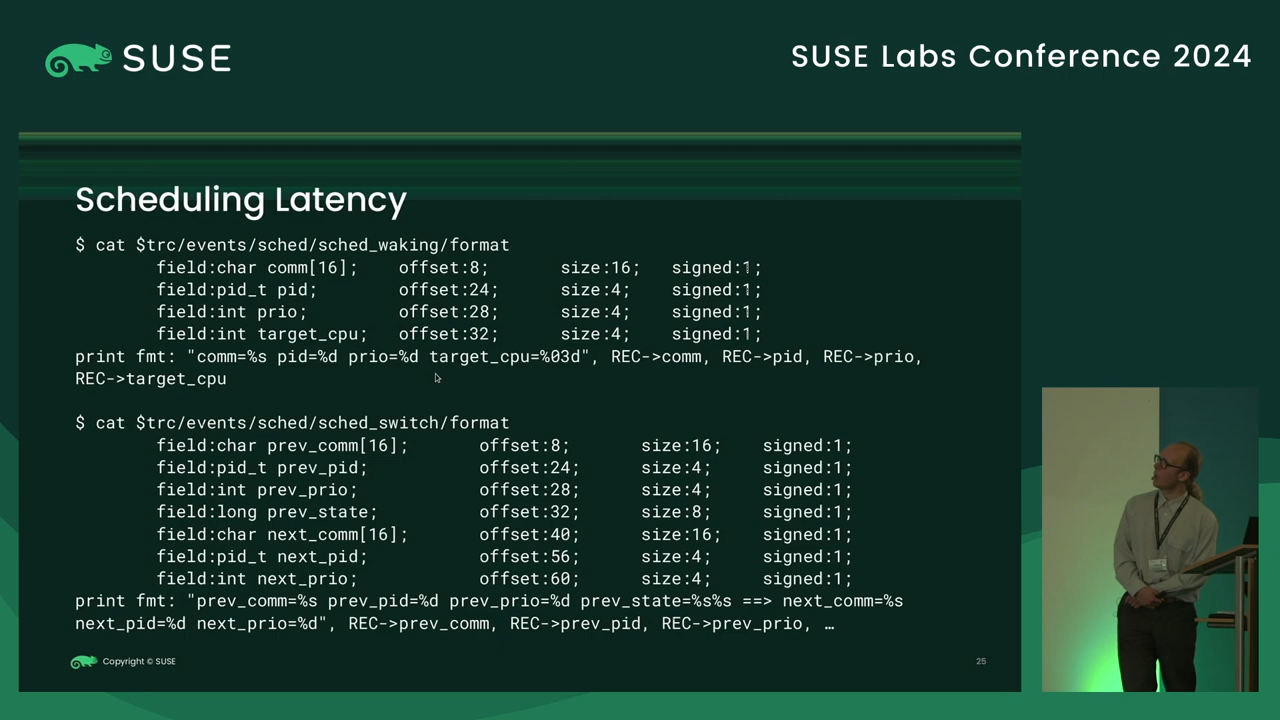 SUSE
SUSE Labs Conference 2024
Scheduling Latency
$ cat $trc/events/sched/sched_waking/format
field:char comm[16]; offset:8; size:16; signed:1;
field:pid_t pid; offset:24; size:4; signed:1;
field:int prio; offset:28; size:4; signed:1;
field:int target_cpu; offset:32; size:4; signed:1;
print fmt: "comm=%s pid=%d prio=%d target_cpu=%03d", REC->comm, REC->pid, REC->prio,
REC->target_cpu
$ cat $trc/events/sched/sched_switch/format
field:char prev_comm[16]; offset:8; size:16; signed:1;
field:pid_t prev_pid; offset:24; size:4; signed:1;
field:int prev_prio; offset:28; size:4; signed:1;
field:long prev_state; offset:32; size:8; signed:1;
field:char next_comm[16]; offset:40; size:16; signed:1;
field:pid_t next_pid; offset:56; size:4; signed:1;
field:int next_prio; offset:60; size:4; signed:1;
print fmt: "prev_comm=%s prev_pid=%d prev_prio=%d prev_state=%s%s ==> next_comm=%s
next_pid=%d next_prio=%d", REC->prev_comm, REC->prev_pid, REC->prev_prio, …
Copyright © SUSE
25